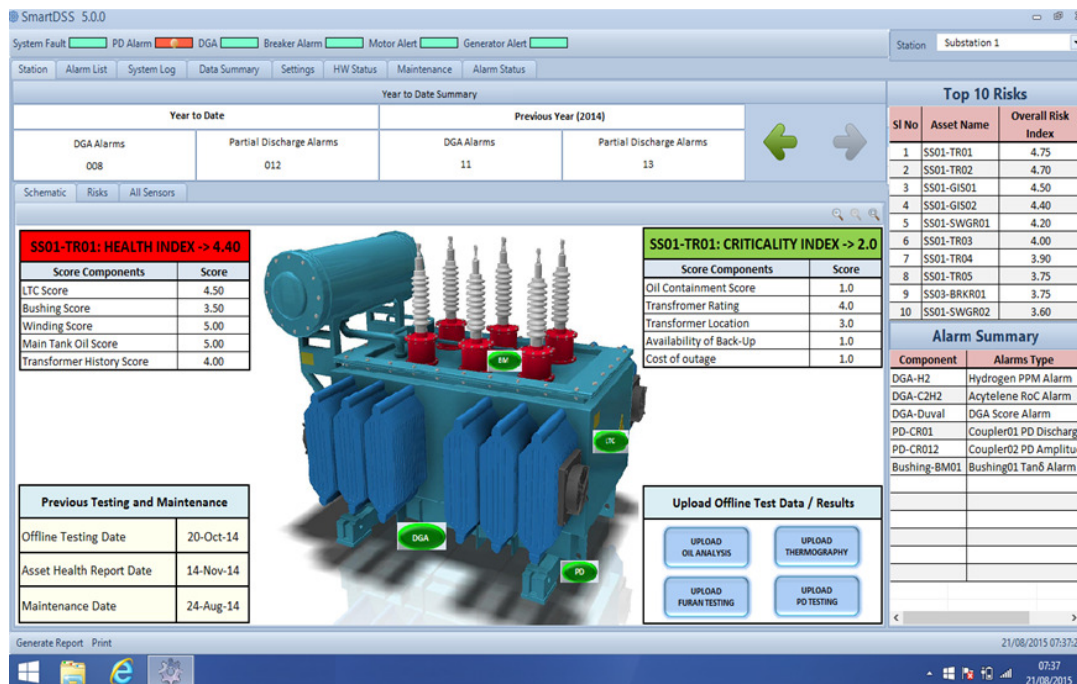 SmartDSS 5.0.0
System Fault PD Alarm DGA Breaker Alarm Motor Alert Generator Alert
Station Substation 1
Station Alarm List System Log Data Summary Settings HW Status Maintenance Alarm Status
Year to Date Summary
Year to Date Previous Year (2014)
DGA Alarms Partial Discharge Alarms DGA Alarms Partial Discharge Alarms
008 012 11 13
Schematic Risks All Sensors
SS01-TR01: HEALTH INDEX -> 4.40
Score Components Score
LTC Score 4.50
Bushing Score 3.50
Winding Score 5.00
Main Tank Oil Score 5.00
Transformer History Score 4.00
SS01-TR01: CRITICALITY INDEX -> 2.0
Score Components Score
Oil Containment Score 1.0
Transfromer Rating 4.0
Transformer Location 3.0
Availability of Back-Up 1.0
Cost of outage 1.0
BM
LTC
DGA
PD
Previous Testing and Maintenance
Offline Testing Date 20-Oct-14
Asset Health Report Date 14-Nov-14
Maintenance Date 24-Aug-14
Upload Offline Test Data / Results
UPLOAD
OIL ANALYSIS
UPLOAD
THERMOGRAPHY
UPLOAD
FURAN TESTING
UPLOAD
PD TESTING
Top 10 Risks
Sl No Asset Name Overall Risk
Index
1 SS01-TR01 4.75
2 SS01-TR02 4.70
3 SS01-GIS01 4.50
4 SS01-GIS02 4.40
5 SS01-SWGR01 4.20
6 SS01-TR03 4.00
7 SS01-TR04 3.90
8 SS01-TR05 3.75
9 SS03-BRKR01 3.75
10 SS01-SWGR02 3.60
Alarm Summary
Component Alarms Type
DGA-H2 Hydrogen PPM Alarm
DGA-C2H2 Acytelene RoC Alarm
DGA-Duval DGA Score Alarm
PD-CR01 Coupler01 PD Discharg
PD-CR012 Coupler02 PD Amplitu
Bushing-BM01 Bushing01 Tanδ Alarm
Generate Report Print
21/08/2015 07:37:2
07:37
21/08/2015